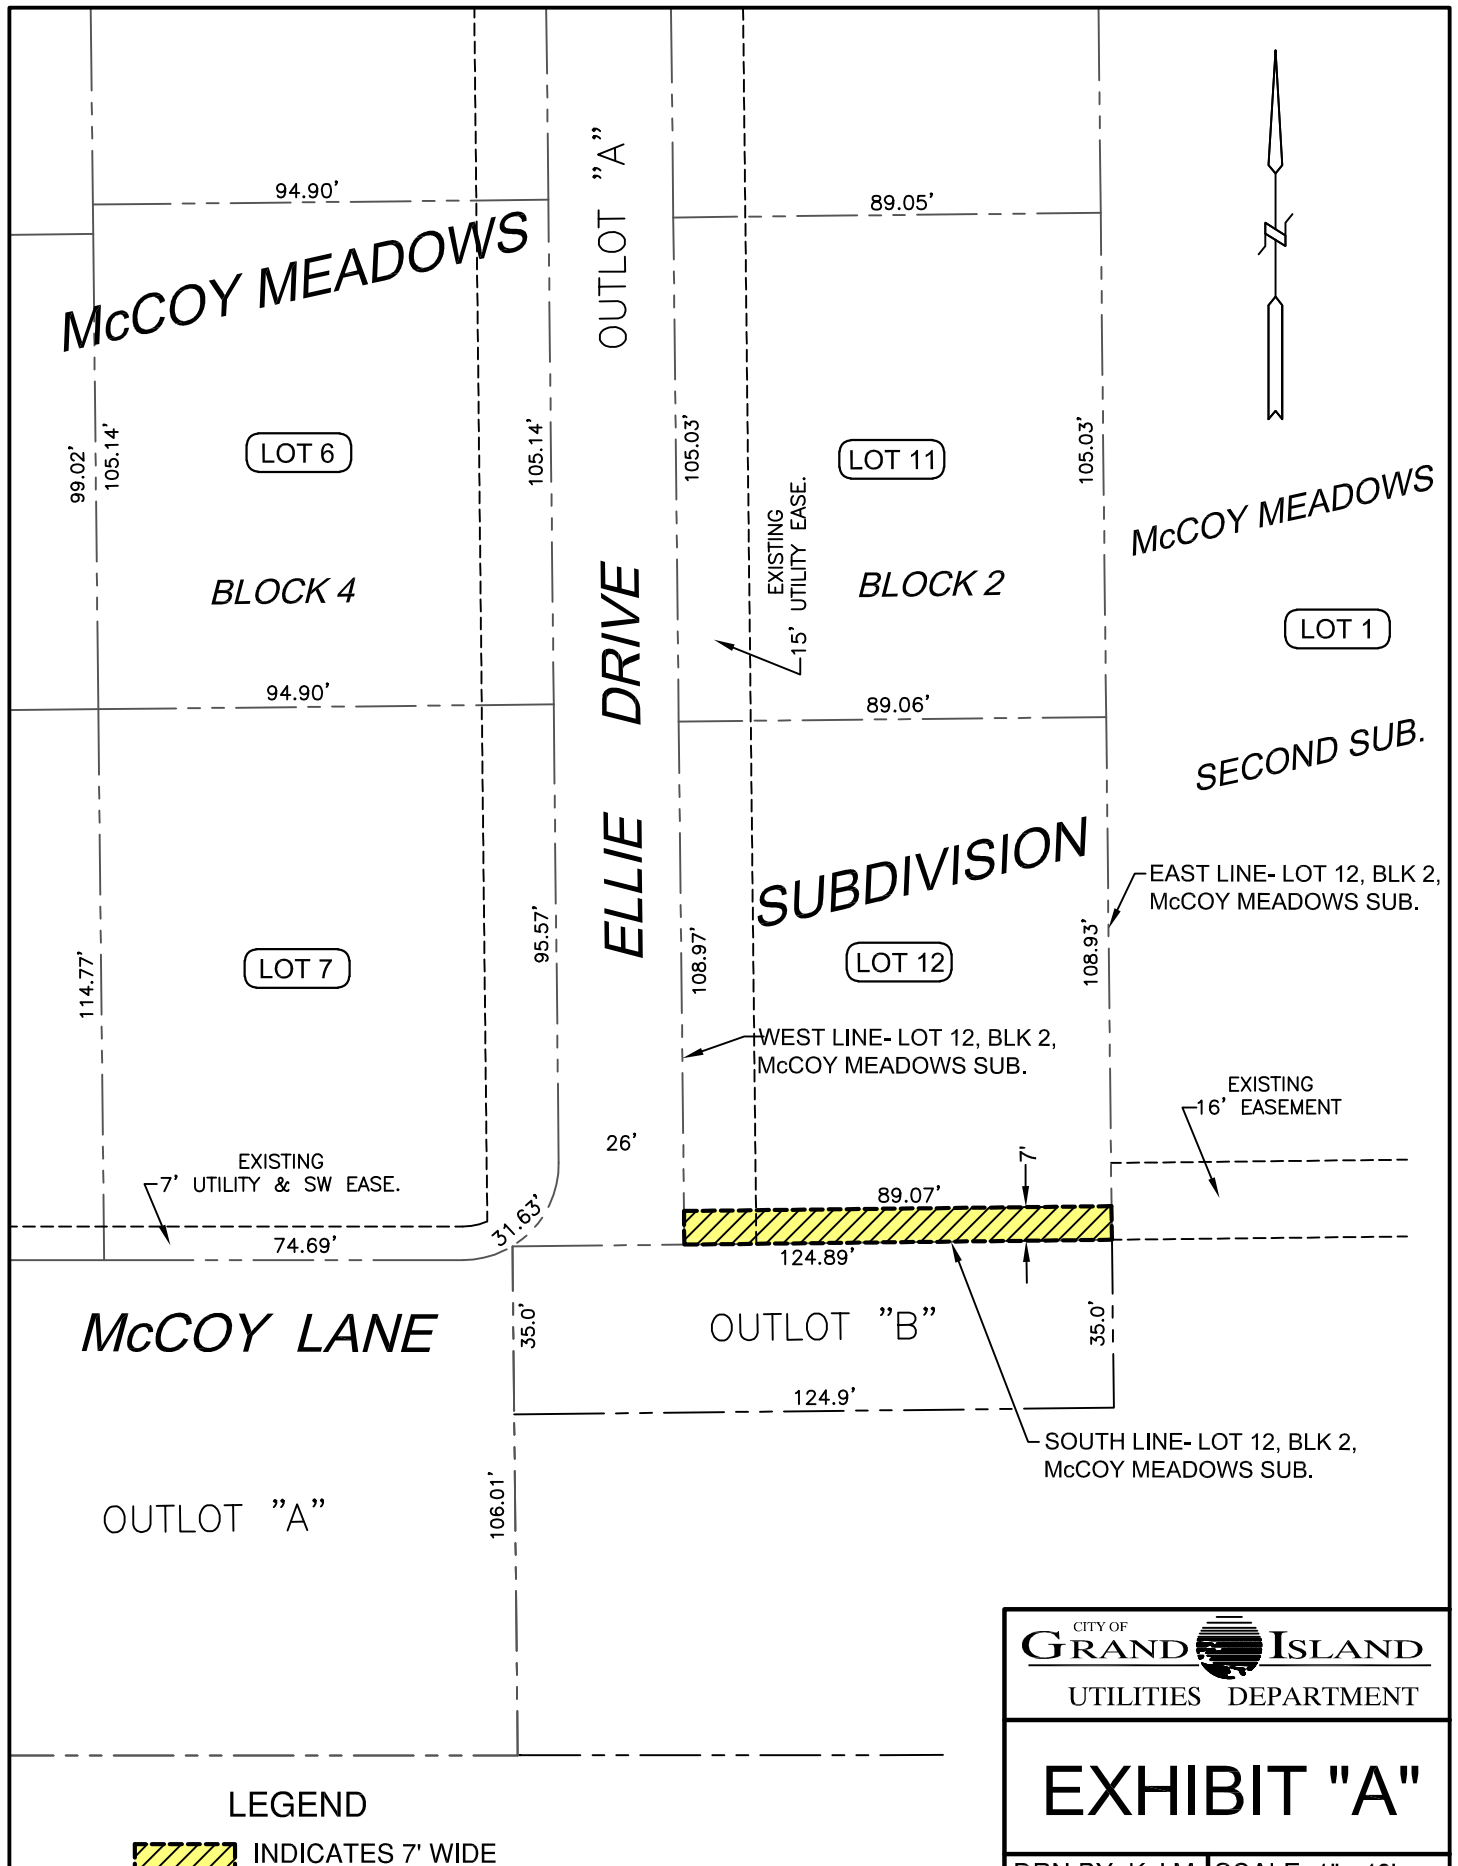 94.90'
89.05'
OUTLOT "A"
McCOY MEADOWS
99.02'
105.14'
LOT 6
105.14'
105.03'
LOT 11
105.03'
McCOY MEADOWS
EXISTING
15' UTILITY EASE.
BLOCK 4
BLOCK 2
LOT 1
ELLIE DRIVE
94.90'
89.06'
SECOND SUB.
SUBDIVISION
EAST LINE- LOT 12, BLK 2,
McCOY MEADOWS SUB.
114.77'
LOT 7
95.57'
108.97'
LOT 12
108.93'
WEST LINE- LOT 12, BLK 2,
McCOY MEADOWS SUB.
EXISTING
16' EASEMENT
26'
7'
EXISTING
7' UTILITY & SW EASE.
89.07'
31.63'
74.69'
124.89'
McCOY LANE
35.0'
OUTLOT "B"
35.0'
124.9'
SOUTH LINE- LOT 12, BLK 2,
McCOY MEADOWS SUB.
OUTLOT "A"
106.01'
CITY OF
GRAND ISLAND
UTILITIES DEPARTMENT
EXHIBIT "A"
LEGEND
INDICATES 7' WIDE